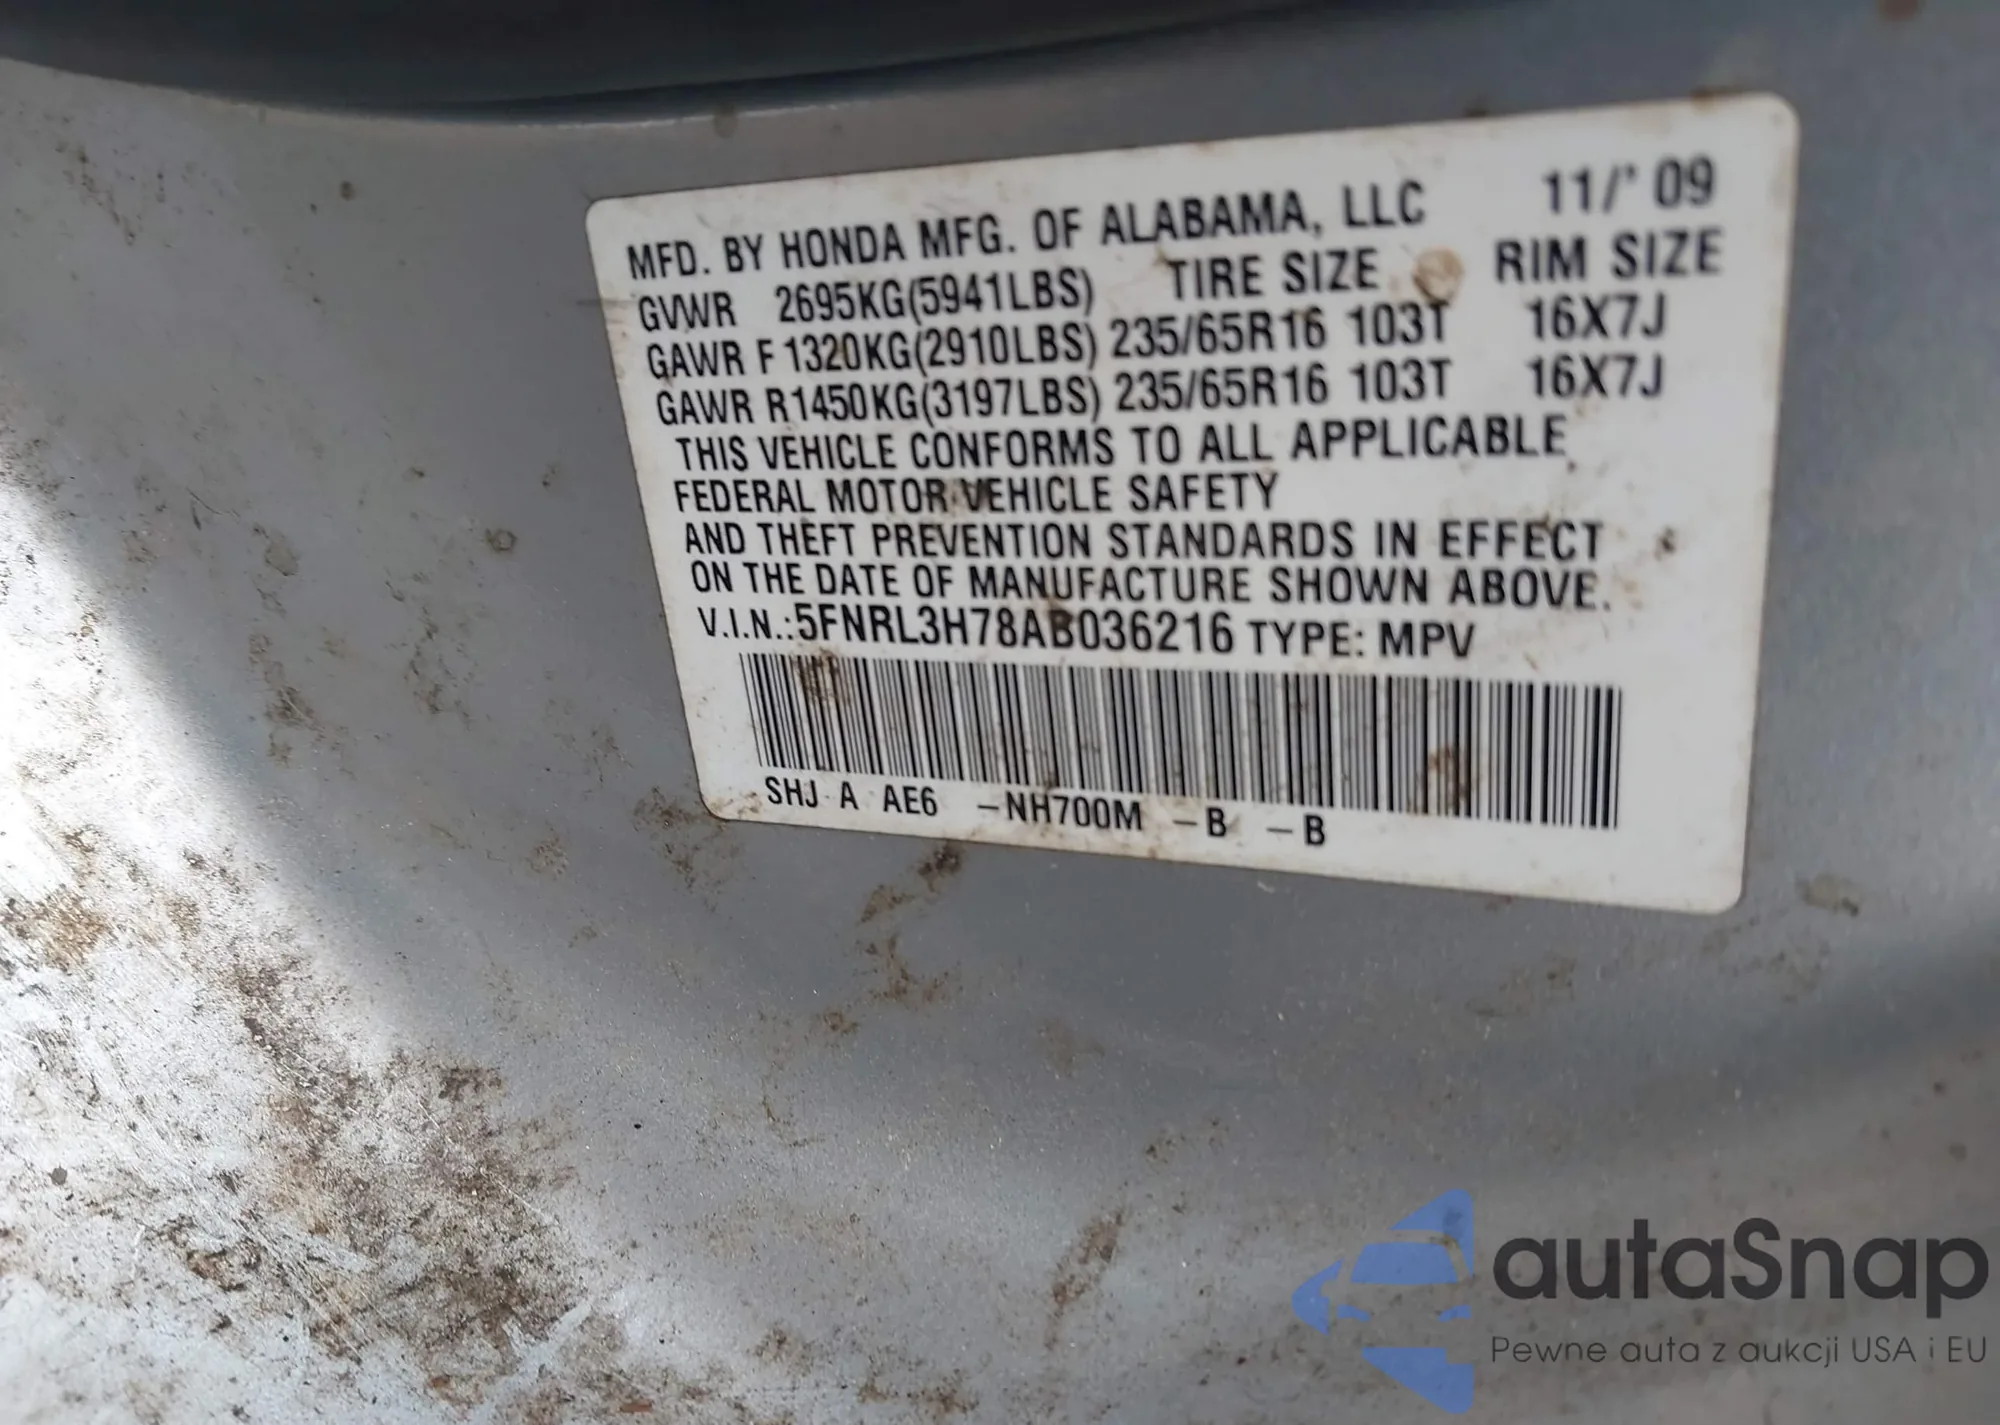 MFD. BY HONDA MFG. OF ALABAMA, LLC 11/'09
GVWR 2695KG(5941LBS) TIRE SIZE RIM SIZE
GAWR F 1320KG(2910LBS) 235/65R16 103T 16X7J
GAWR R1450KG(3197LBS) 235/65R16 103T 16X7J
THIS VEHICLE CONFORMS TO ALL APPLICABLE
FEDERAL MOTOR VEHICLE SAFETY
AND THEFT PREVENTION STANDARDS IN EFFECT
ON THE DATE OF MANUFACTURE SHOWN ABOVE.
V.I.N.:5FNRL3H78AB036216 TYPE: MPV
SHJ A AE6 -NH700M -B -B
autaSnap
Pewne auta z aukcji USA i EU